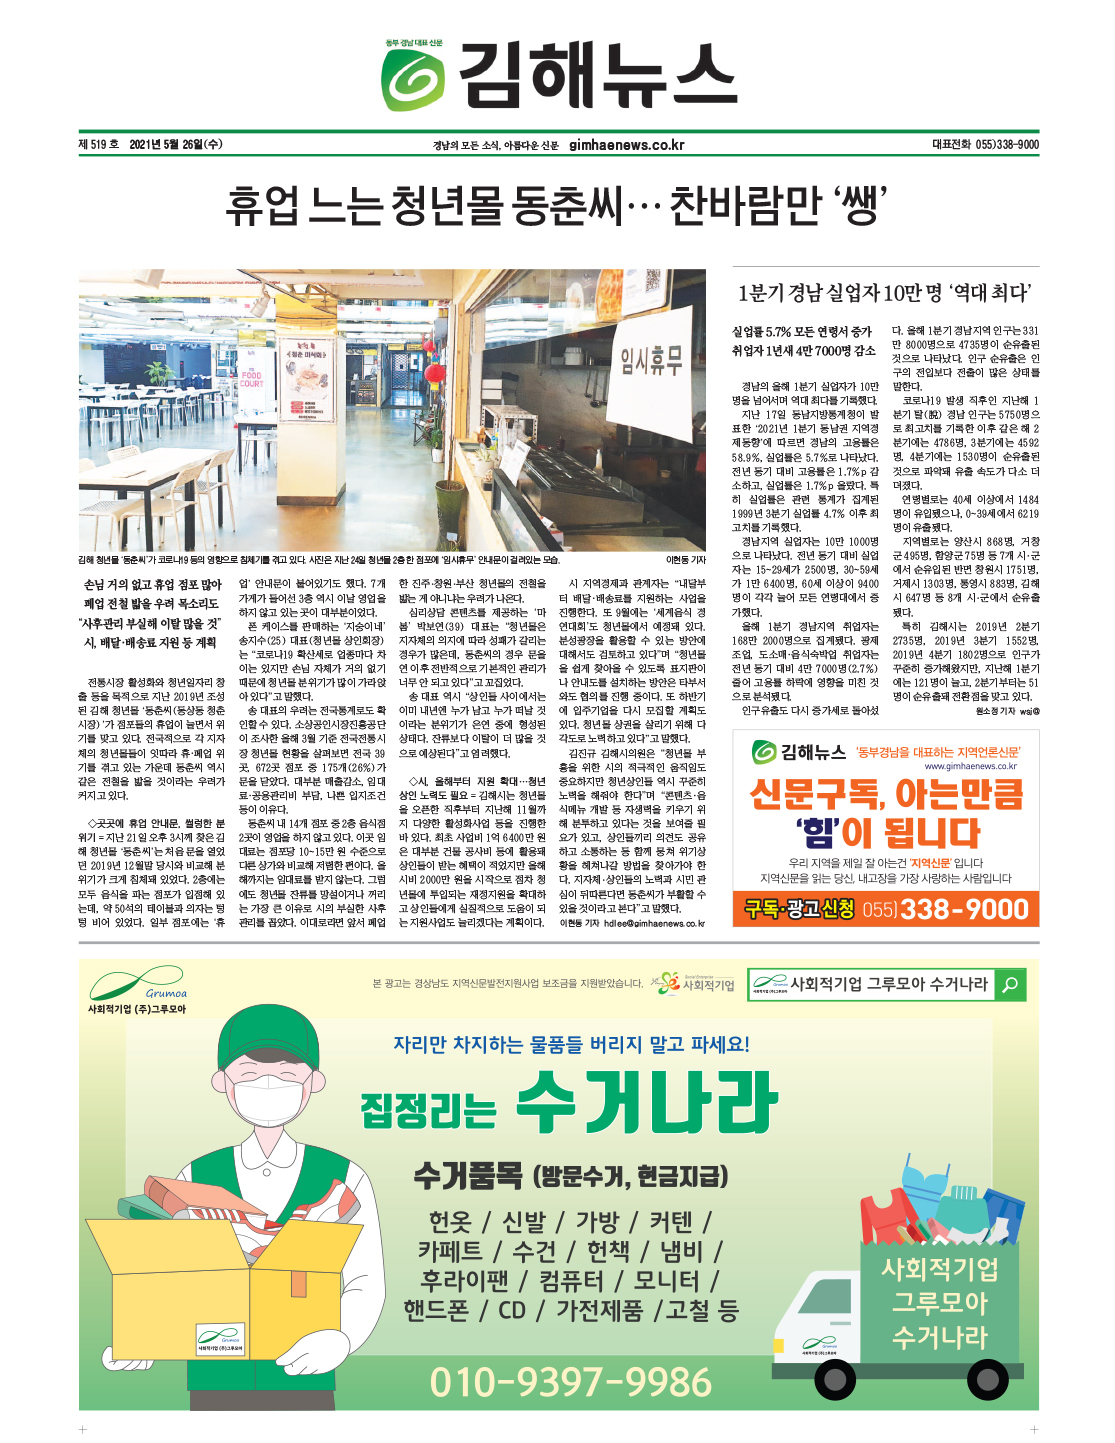 동부 경남 대표 신문
김해뉴스
제 519 호 2021년 5월 26일(수)
경남의 모든 소식, 아름다운 신문 gimhaenews.co.kr
대표전화 055)338-9000
휴업 느는 청년몰 동춘씨… 찬바람만 ‘쌩’
FOOD
COURT
청춘 미식회
임시휴무
김해 청년몰 ‘동춘씨’가 코로나19 등의 영향으로 침체기를 겪고 있다. 사진은 지난 24일 청년몰 2층 한 점포에 ‘임시휴무’ 안내문이 걸려있는 모습.
이현동 기자
손님 거의 없고 휴업 점포 많아
폐업 전철 밟을 우려 목소리도
“사후관리 부실해 이탈 많을 것”
시, 배달·배송료 지원 등 계획
전통시장 활성화와 청년일자리 창
출 등을 목적으로 지난 2019년 조성
된 김해 청년몰 ‘동춘씨(동상동 청춘
시장)’가 점포들의 휴업이 늘면서 위
기를 맞고 있다. 전국적으로 각 지자
체의 청년몰들이 잇따라 휴·폐업 위
기를 겪고 있는 가운데 동춘씨 역시
같은 전철을 밟을 것이라는 우려가
커지고 있다.
◇곳곳에 휴업 안내문, 썰렁한 분
위기 = 지난 21일 오후 3시께 찾은 김
해 청년몰 ‘동춘씨’는 처음 문을 열었
던 2019년 12월말 당시와 비교해 분
위기가 크게 침체돼 있었다. 2층에는
모두 음식을 파는 점포가 입점해 있
는데, 약 50석의 테이블과 의자는 텅
텅 비어 있었다. 일부 점포에는 ‘휴
업’ 안내문이 붙어있기도 했다. 7개
가게가 들어선 3층 역시 이날 영업을
하지 않고 있는 곳이 대부분이었다.
폰 케이스를 판매하는 ‘지숭이네’
송지수(25) 대표(청년몰 상인회장)
는 “코로나19 확산세로 업종마다 차
이는 있지만 손님 자체가 거의 없기
때문에 청년몰 분위기가 많이 가라앉
아 있다”고 말했다.
송 대표의 우려는 전국통계로도 확
인할 수 있다. 소상공인시장진흥공단
이 조사한 올해 3월 기준 전국전통시
장 청년몰 현황을 살펴보면 전국 39
곳, 672곳 점포 중 175개(26%)가
문을 닫았다. 대부분 매출감소, 임대
료·공용관리비 부담, 나쁜 입지조건
등이 이유다.
동춘씨 내 14개 점포 중 2층 음식점
2곳이 영업을 하지 않고 있다. 이곳 임
대료는 점포당 10~15만 원 수준으로
다른 상가와 비교해 저렴한 편이다. 올
해까지는 임대료를 받지 않는다. 그럼
에도 청년몰 잔류를 망설이거나 꺼리
는 가장 큰 이유로 시의 부실한 사후
관리를 꼽았다. 이대로라면 앞서 폐업
한 진주·창원·부산 청년몰의 전철을
밟는 게 아니냐는 우려가 나온다.
심리상담 콘텐츠를 제공하는 ‘마
봄’ 박보연(39) 대표는 “청년몰은
지자체의 의지에 따라 성패가 갈리는
경우가 많은데, 동춘씨의 경우 문을
연 이후 전반적으로 기본적인 관리가
너무 안 되고 있다”고 꼬집었다.
송 대표 역시 “상인들 사이에서는
이미 내년엔 누가 남고 누가 떠날 것
이라는 분위기가 은연 중에 형성된
상태다. 잔류보다 이탈이 더 많을 것
으로 예상된다”고 염려했다.
◇시, 올해부터 지원 확대…청년
상인 노력도 필요 = 김해시는 청년몰
을 오픈한 직후부터 지난해 11월까
지 다양한 활성화사업 등을 진행한
바 있다. 최초 사업비 1억 6400만 원
은 대부분 건물 공사비 등에 활용돼
상인들이 받는 혜택이 적었지만 올해
시비 2000만 원을 시작으로 점차 청
년몰에 투입되는 재정지원을 확대하
고 상인들에게 실질적으로 도움이 되
는 지원사업도 늘리겠다는 계획이다.
시 지역경제과 관계자는 “내달부
터 배달·배송료를 지원하는 사업을
진행한다. 또 9월에는 ‘세계음식 경
연대회’도 청년몰에서 예정돼 있다.
분성광장을 활용할 수 있는 방안에
대해서도 검토하고 있다”며 “청년몰
을 쉽게 찾아올 수 있도록 표지판이
나 안내도를 설치하는 방안은 타부서
와도 협의를 진행 중이다. 또 하반기
에 입주기업을 다시 모집할 계획도
있다. 청년몰 상권을 살리기 위해 다
각도로 노력하고 있다”고 말했다.
김진규 김해시의원은 “청년몰 부
흥을 위한 시의 적극적인 움직임도
중요하지만 청년상인들 역시 꾸준히
노력을 해줘야 한다”며 “콘텐츠·음
식메뉴 개발 등 자생력을 키우기 위
해 분투하고 있다는 것을 보여줄 필
요가 있고, 상인들끼리 의견도 공유
하고 소통하는 등 함께 뭉쳐 위기상
황을 헤쳐나갈 방법을 찾아가야 한
다. 지자체·상인들의 노력과 시민 관
심이 뒤따른다면 동춘씨가 부활할 수
있을 것이라고 본다”고 말했다.
이현동 기자 hdlee@gimhaenews.co.kr
1분기 경남 실업자 10만 명 ‘역대 최다’
실업률 5.7% 모든 연령서 증가
취업자 1년새 4만 7000명 감소
경남의 올해 1분기 실업자가 10만
명을 넘어서며 역대 최다를 기록했다.
지난 17일 동남지방통계청이 발
표한 ‘2021년 1분기 동남권 지역경
제동향’에 따르면 경남의 고용률은
58.9%, 실업률은 5.7%로 나타났다.
전년 동기 대비 고용률은 1.7%p 감
소하고, 실업률은 1.7%p 올랐다. 특
히 실업률은 관련 통계가 집계된
1999년 3분기 실업률 4.7% 이후 최
고치를 기록했다.
경남지역 실업자는 10만 1000명
으로 나타났다. 전년 동기 대비 실업
자는 15~29세가 2500명, 30~59세
가 1만 6400명, 60세 이상이 9400
명이 각각 늘어 모든 연령대에서 증
가했다.
올해 1분기 경남지역 취업자는
168만 2000명으로 집계됐다. 광제
조업, 도소매·음식숙박업 취업자는
전년 동기 대비 4만 7000명(2.7%)
줄어 고용률 하락에 영향을 미친 것
으로 분석됐다.
인구유출도 다시 증가세로 돌아섰
다. 올해 1분기 경남지역 인구는 331
만 8000명으로 4735명이 순유출된
것으로 나타났다. 인구 순유출은 인
구의 전입보다 전출이 많은 상태를
말한다.
코로나19 발생 직후인 지난해 1
분기 탈(脫) 경남 인구는 5750명으
로 최고치를 기록한 이후 같은 해 2
분기에는 4786명, 3분기에는 4592
명, 4분기에는 1530명이 순유출된
것으로 파악돼 유출 속도가 다소 더
뎌졌다.
연령별로는 40세 이상에서 1484
명이 유입됐으나, 0~39세에서 6219
명이 유출됐다.
지역별로는 양산시 868명, 거창
군 495명, 함양군 75명 등 7개 시·군
에서 순유입된 반면 창원시 1751명,
거제시 1303명, 통영시 883명, 김해
시 647명 등 8개 시·군에서 순유출
됐다.
특히 김해시는 2019년 2분기
2735명, 2019년 3분기 1552명,
2019년 4분기 1802명으로 인구가
꾸준히 증가해왔지만, 지난해 1분기
에는 121명이 늘고, 2분기부터는 51
명이 순유출돼 전환점을 맞고 있다.
원소정 기자 wsj@
김해뉴스 ‘동부경남을 대표하는 지역언론신문’
www.gimhaenews.co.kr
신문구독, 아는만큼
‘힘’이 됩니다
우리 지역을 제일 잘 아는건 ‘지역신문’ 입니다
지역신문을 읽는 당신, 내고장을 가장 사랑하는 사람입니다
구독·광고신청 055)338-9000
Grumoa
사회적기업 (주)그루모아
본 광고는 경상남도 지역신문발전지원사업 보조금을 지원받았습니다.
Social Enterprise
사회적기업
사회적기업 그루모아 수거나라
자리만 차지하는 물품들 버리지 말고 파세요!
집정리는 수거나라
수거품목 (방문수거, 현금지급)
헌옷 / 신발 / 가방 / 커텐 /
카페트 / 수건 / 헌책 / 냄비 /
후라이팬 / 컴퓨터 / 모니터 /
핸드폰 / CD / 가전제품 /고철 등
010-9397-9986
Grumoa
사회적기업 (주)그루모아
사회적기업
그루모아
수거나라
Grumoa
사회적기업 (주)그루모아